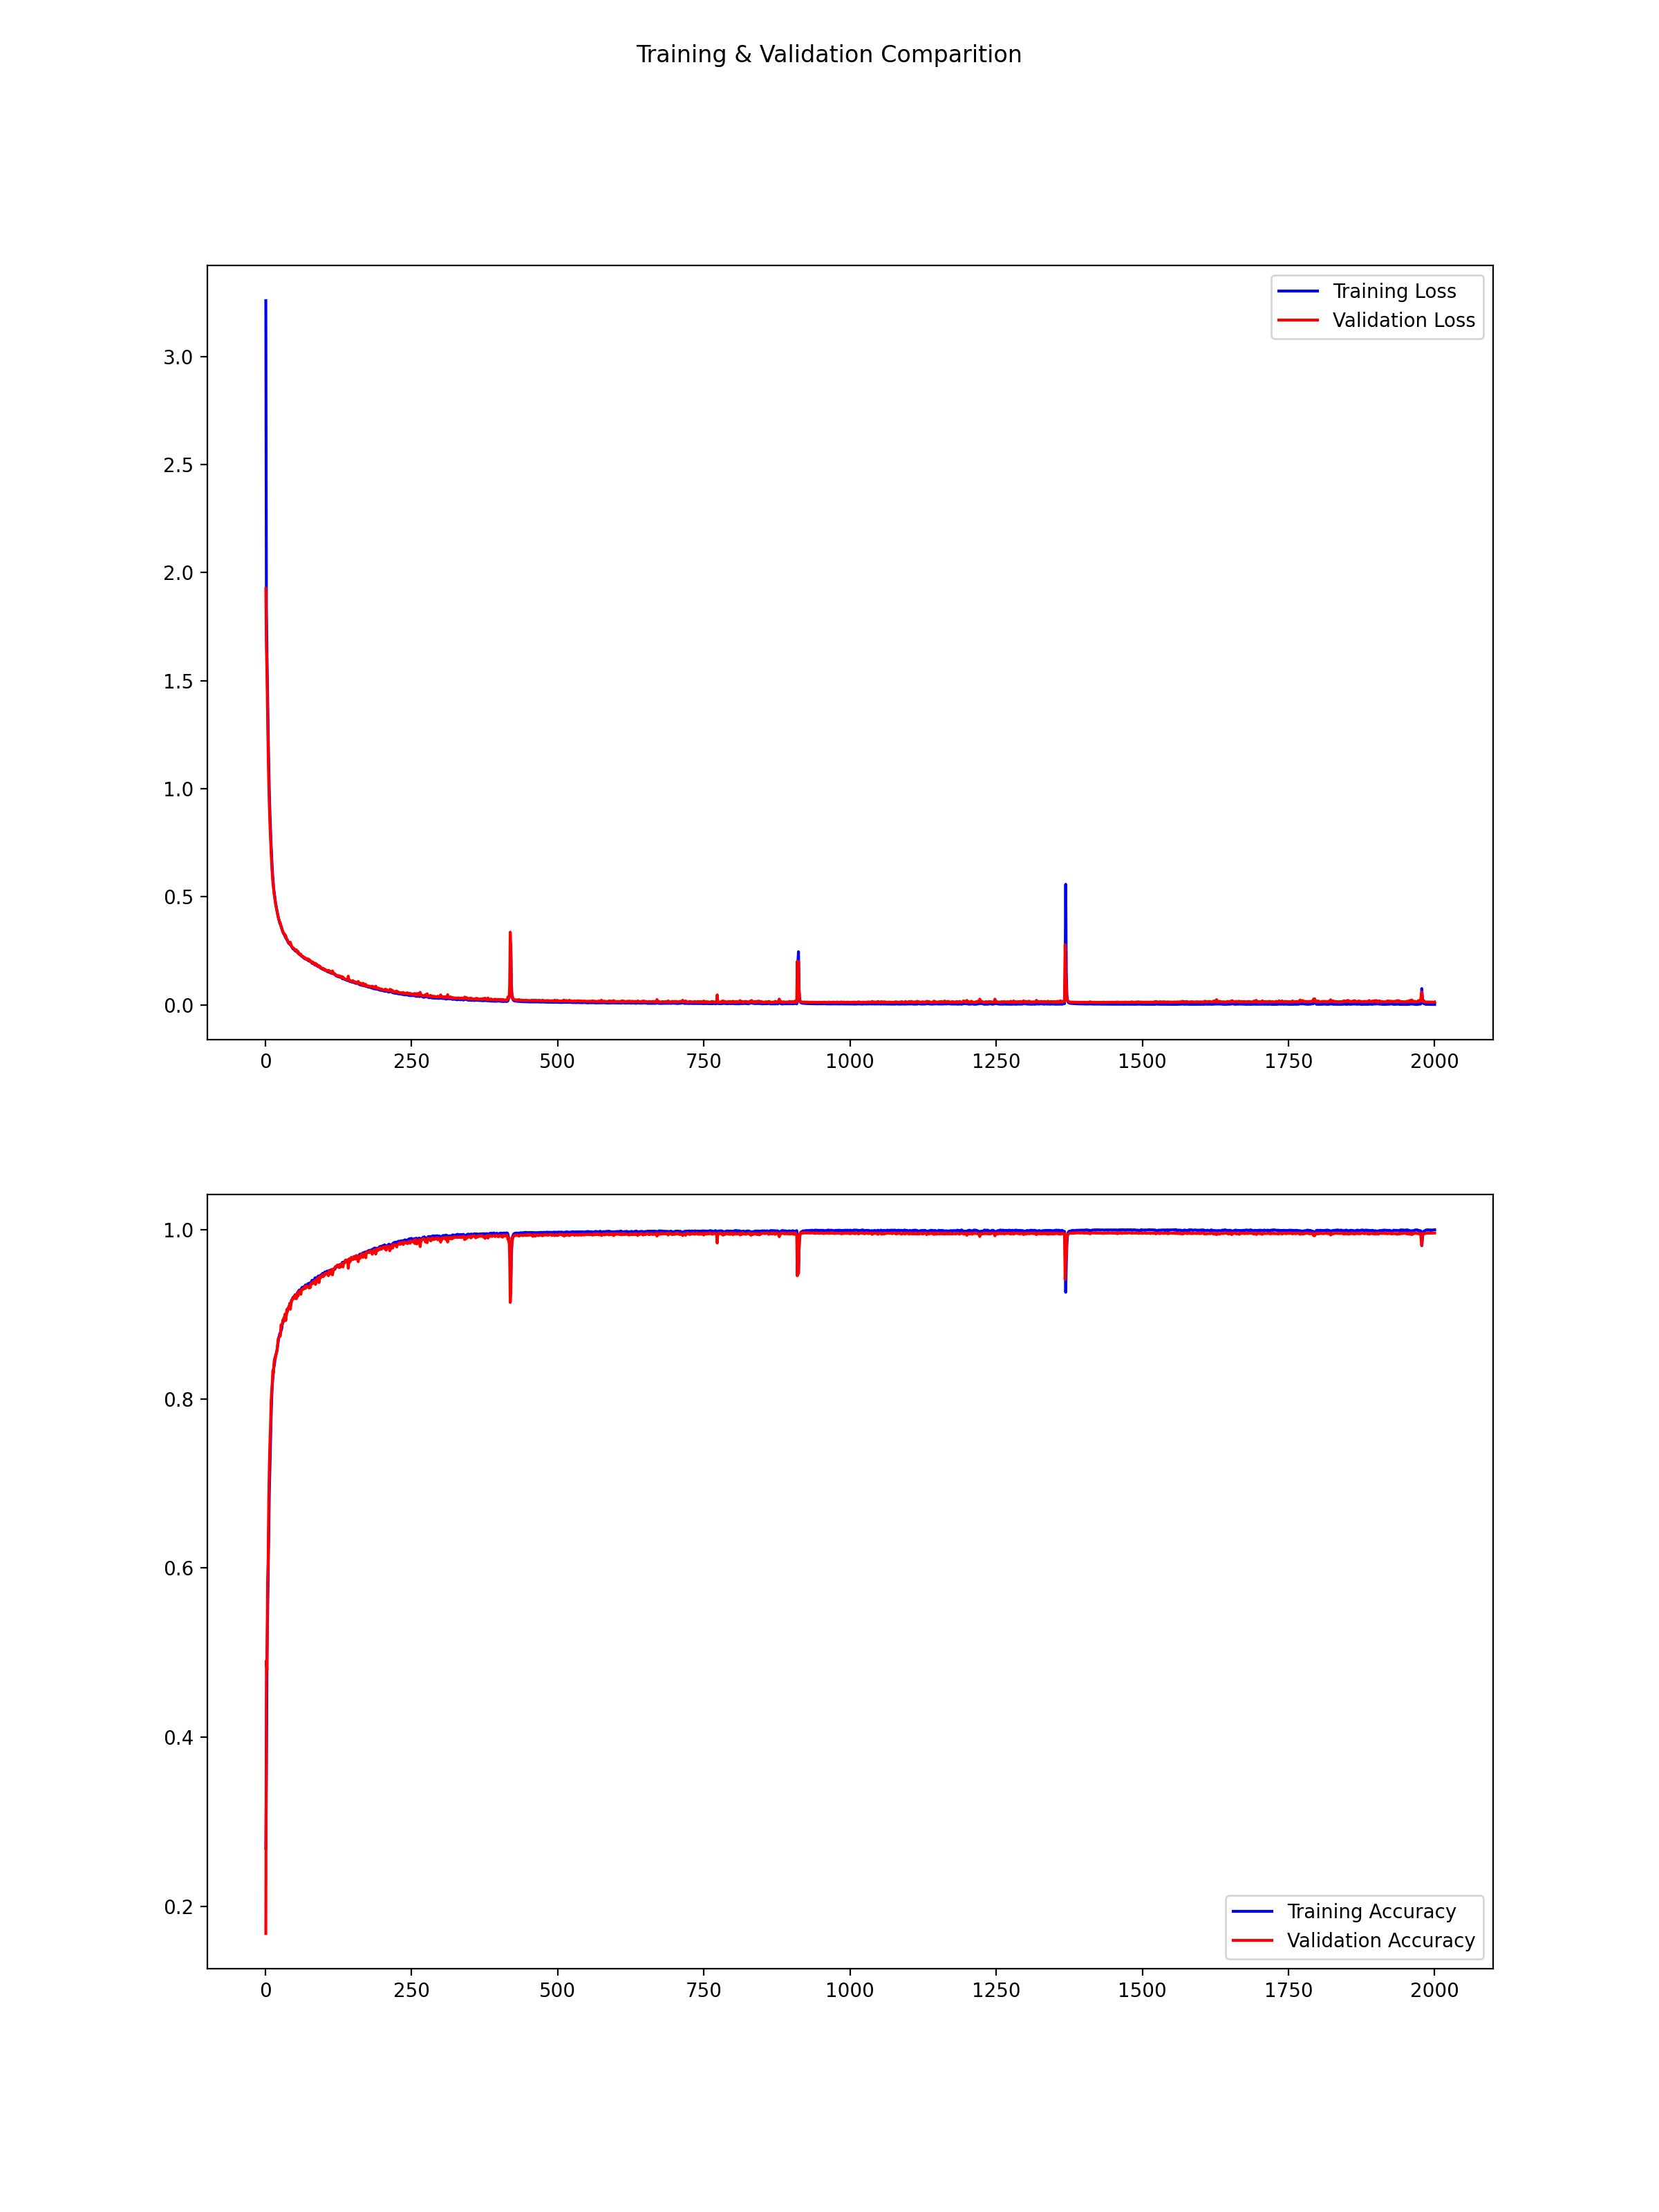 Training & Validation Comparition
Training Loss
Validation Loss
3.0
2.5
2.0
1.5
1.0
0.5
0.0
0 250 500 750 1000 1250 1500 1750 2000
1.0
0.8
0.6
0.4
0.2
Training Accuracy
Validation Accuracy
0 250 500 750 1000 1250 1500 1750 2000